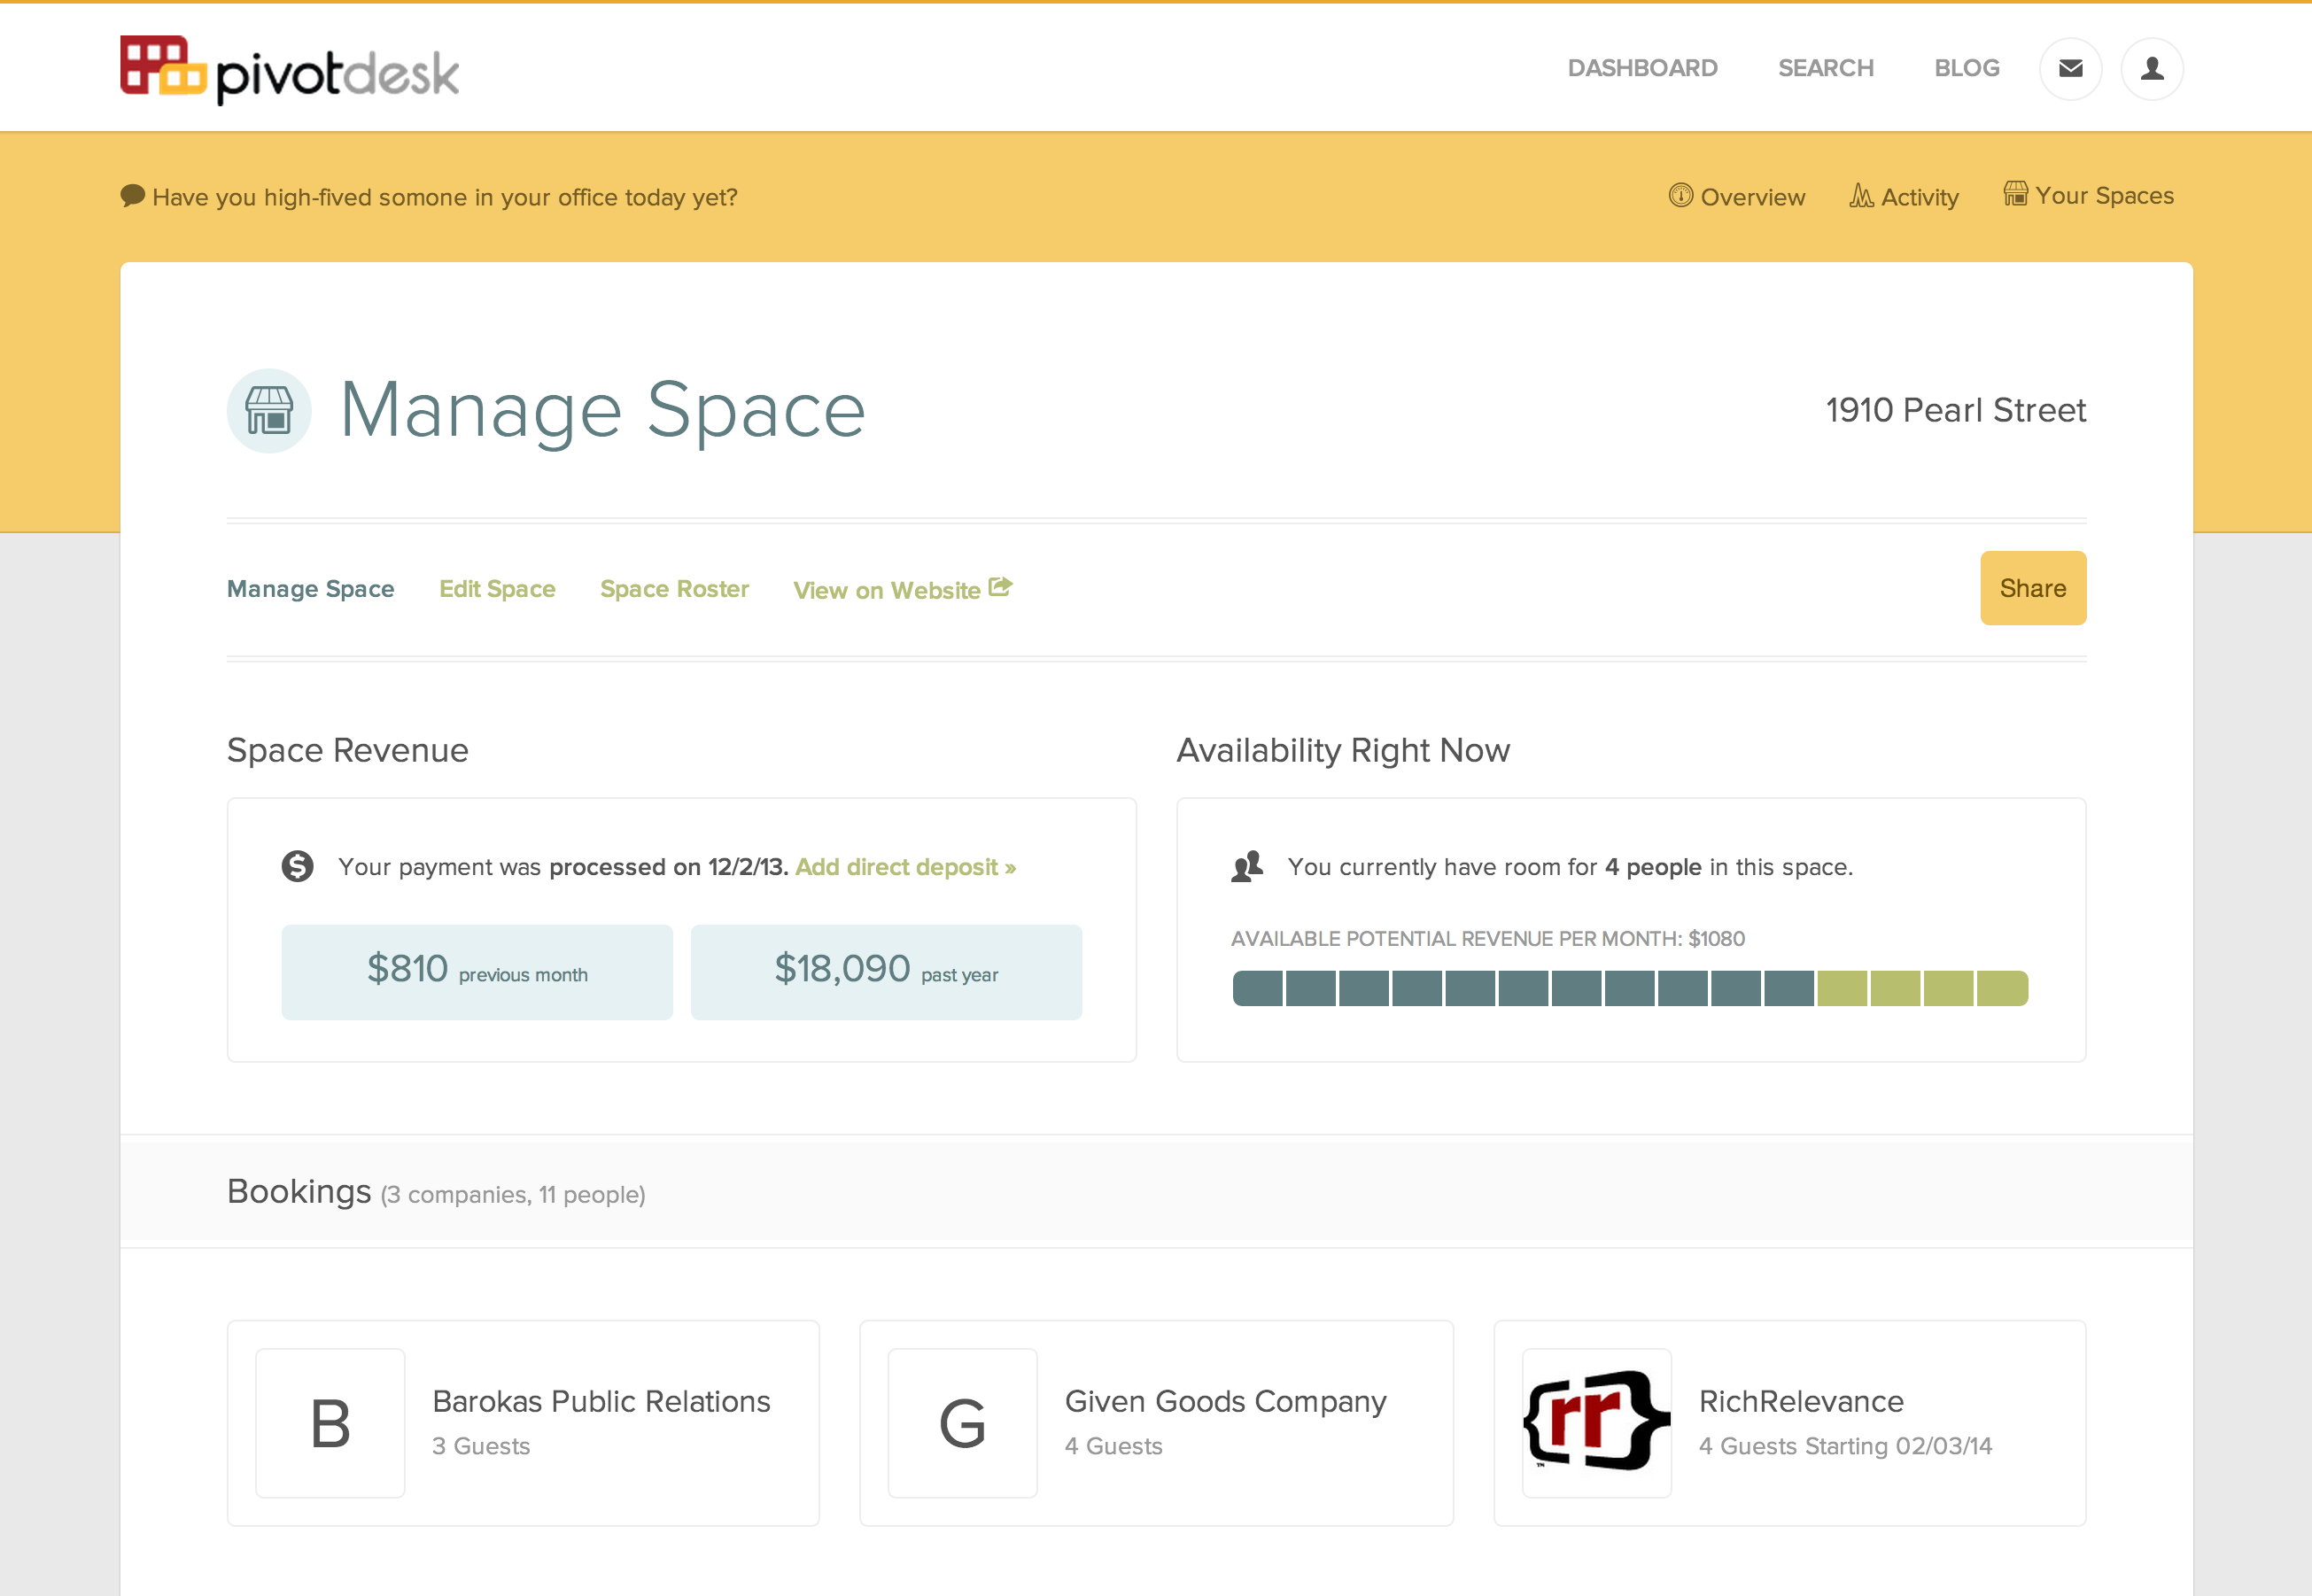 pivotdesk
DASHBOARD SEARCH BLOG
Have you high-fived somone in your office today yet?
Overview Activity Your Spaces
Manage Space
1910 Pearl Street
Manage Space Edit Space Space Roster View on Website
Share
Space Revenue
Your payment was processed on 12/2/13. Add direct deposit »
$810 previous month
$18,090 past year
Availability Right Now
You currently have room for 4 people in this space.
AVAILABLE POTENTIAL REVENUE PER MONTH: $1080
Bookings (3 companies, 11 people)
B
Barokas Public Relations
3 Guests
G
Given Goods Company
4 Guests
{rr}
TM
RichRelevance
4 Guests Starting 02/03/14